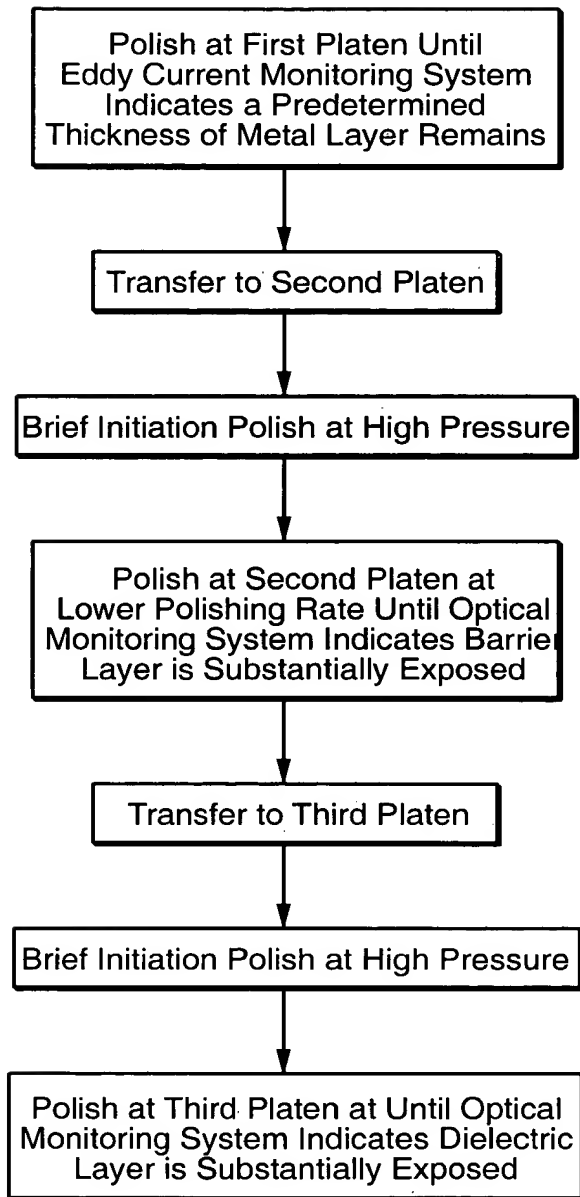 Polish at First Platen Until
Eddy Current Monitoring System
Indicates a Predetermined
Thickness of Metal Layer Remains
Transfer to Second Platen
Brief Initiation Polish at High Pressure
Polish at Second Platen at
Lower Polishing Rate Until Optical
Monitoring System Indicates Barrier
Layer is Substantially Exposed
Transfer to Third Platen
Brief Initiation Polish at High Pressure
Polish at Third Platen at Until Optical
Monitoring System Indicates Dielectric
Layer is Substantially Exposed